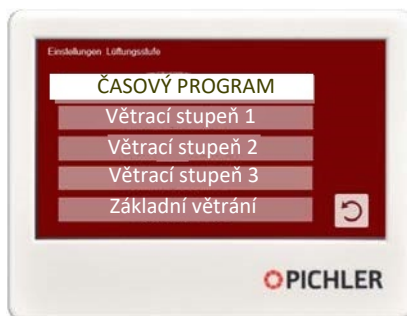 Einstellungen Lüftungsstufe
ČASOVÝ PROGRAM
Větrací stupeň 1
Větrací stupeň 2
Větrací stupeň 3
Základní větrání
PICHLER